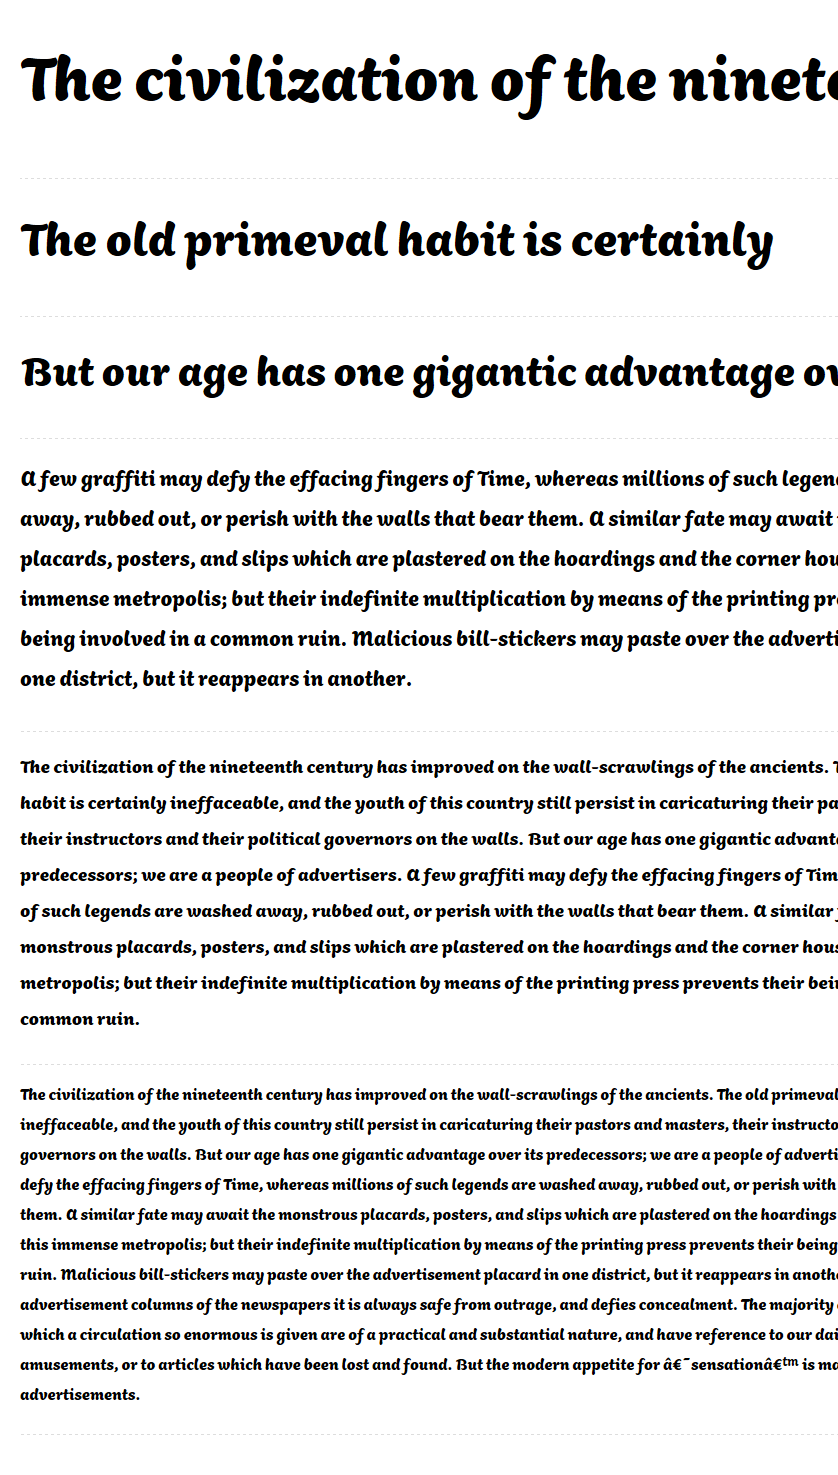 The civilization of the
The old primeval habit is certainly
But our age has one gigantic advantage
A few graffiti may defy the effacing fingers of Time, whereas millions of such
away, rubbed out, or perish with the walls that bear them. A similar fate may await
placards, posters, and slips which are plastered on the hoardings and the corner
immense metropolis; but their indefinite multiplication by means of the printing
being involved in a common ruin. Malicious bill-stickers may paste over the
one district, but it reappears in another.
The civilization of the nineteenth century has improved on the wall-scrawlings of the ancients.
habit is certainly ineffaceable, and the youth of this country still persist in caricaturing their
their instructors and their political governors on the walls. But our age has one gigantic
predecessors; we are a people of advertisers. A few graffiti may defy the effacing fingers of
of such legends are washed away, rubbed out, or perish with the walls that bear them. A similar
monstrous placards, posters, and slips which are plastered on the hoardings and the corner
metropolis; but their indefinite multiplication by means of the printing press prevents their
common ruin.
The civilization of the nineteenth century has improved on the wall-scrawlings of the ancients. The old primeval
ineffaceable, and the youth of this country still persist in caricaturing their pastors and masters, their
governors on the walls. But our age has one gigantic advantage over its predecessors; we are a people of
defy the effacing fingers of Time, whereas millions of such legends are washed away, rubbed out, or perish with
them. A similar fate may await the monstrous placards, posters, and slips which are plastered on the hoardings
this immense metropolis; but their indefinite multiplication by means of the printing press prevents their being
ruin. Malicious bill-stickers may paste over the advertisement placard in one district, but it reappears in
advertisement columns of the newspapers it is always safe from outrage, and defies concealment. The majority
which a circulation so enormous is given are of a practical and substantial nature, and have reference to our
amusements, or to articles which have been lost and found. But the modern appetite for â€˜sensationâ€™ is
advertisements.